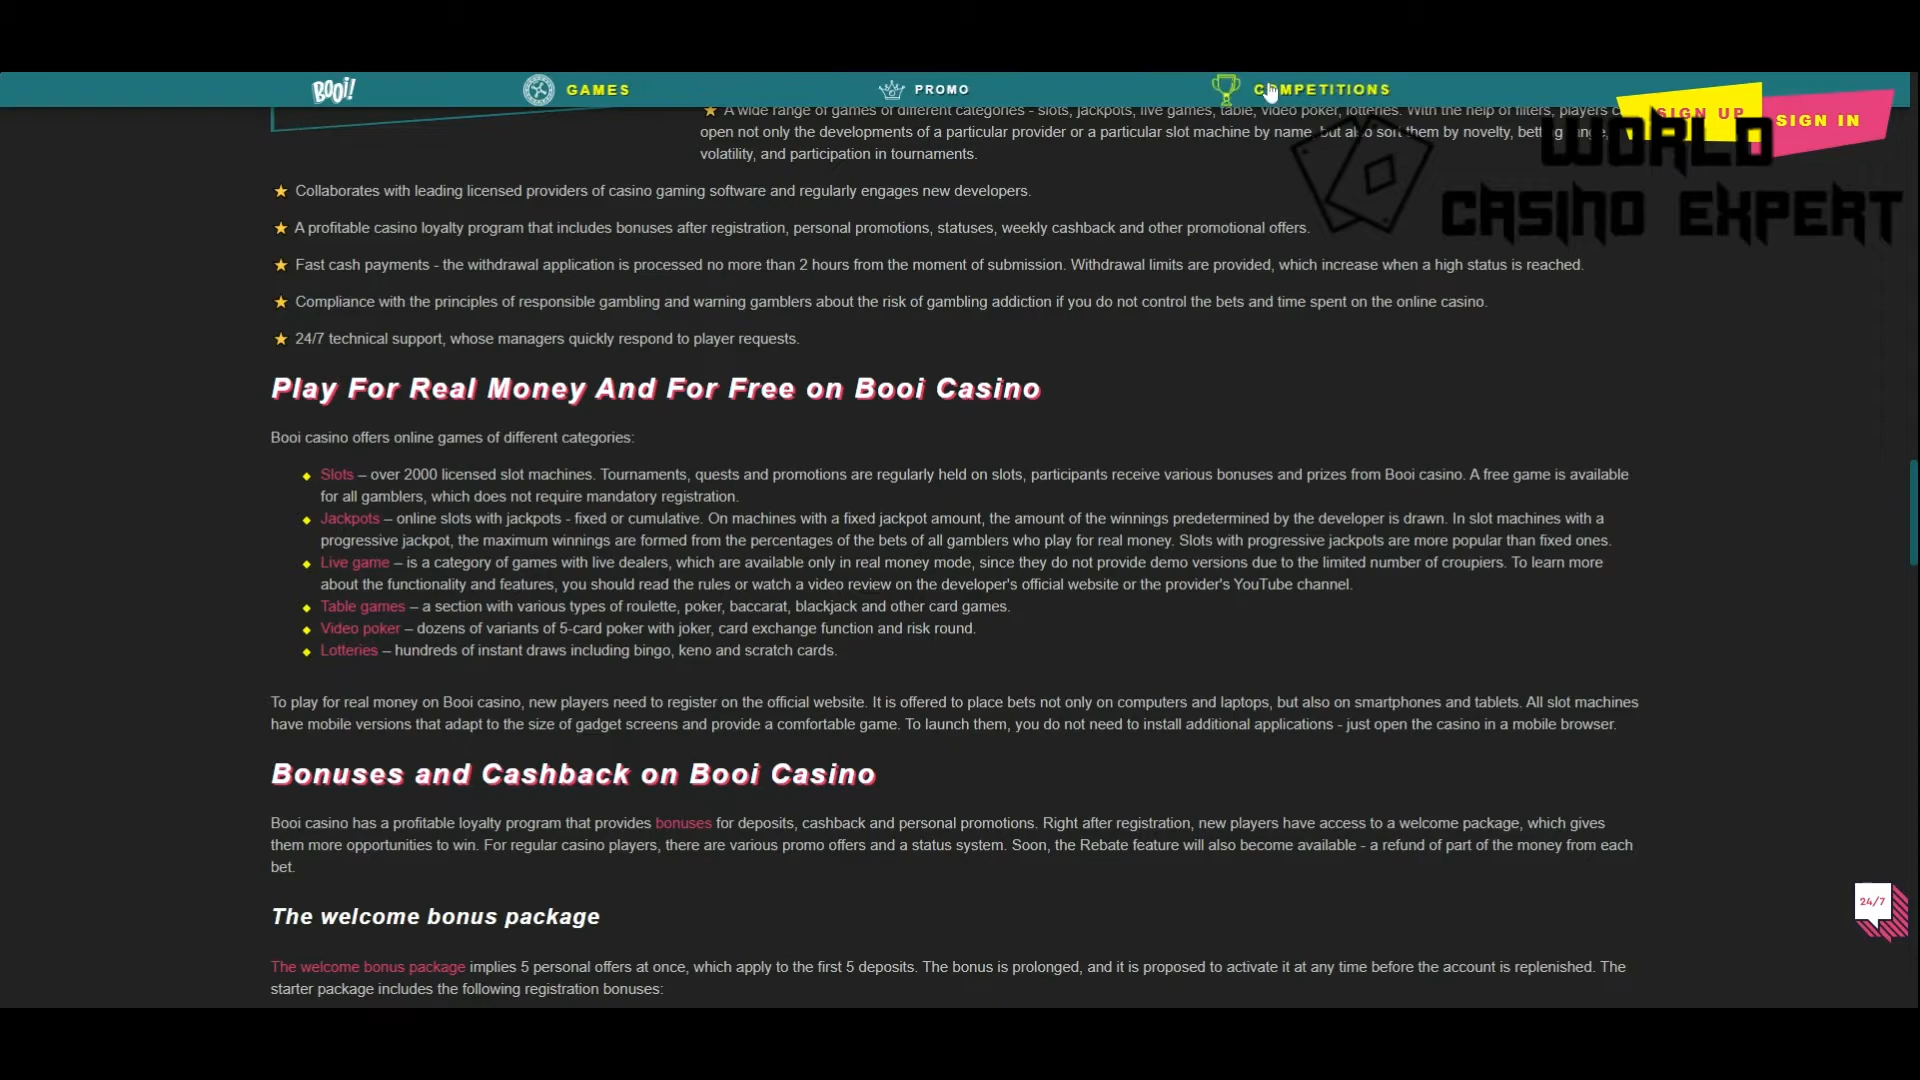 BOOi! GAMES PROMO COMPETITIONS SIGN UP SIGN IN
★ A wide range of games of different categories - slots, jackpots, live games, table, video poker, lotteries. With the help of filters, players
open not only the developments of a particular provider or a particular slot machine by name, but also sort them by novelty, betting range,
volatility, and participation in tournaments.
WORLD
CASINO EXPERT
★ Collaborates with leading licensed providers of casino gaming software and regularly engages new developers.
★ A profitable casino loyalty program that includes bonuses after registration, personal promotions, statuses, weekly cashback and other promotional offers.
★ Fast cash payments - the withdrawal application is processed no more than 2 hours from the moment of submission. Withdrawal limits are provided, which increase when a high status is reached.
★ Compliance with the principles of responsible gambling and warning gamblers about the risk of gambling addiction if you do not control the bets and time spent on the online casino.
★ 24/7 technical support, whose managers quickly respond to player requests.
Play For Real Money And For Free on Booi Casino
Booi casino offers online games of different categories:
Slots – over 2000 licensed slot machines. Tournaments, quests and promotions are regularly held on slots, participants receive various bonuses and prizes from Booi casino. A free game is available
for all gamblers, which does not require mandatory registration.
Jackpots – online slots with jackpots - fixed or cumulative. On machines with a fixed jackpot amount, the amount of the winnings predetermined by the developer is drawn. In slot machines with a
progressive jackpot, the maximum winnings are formed from the percentages of the bets of all gamblers who play for real money. Slots with progressive jackpots are more popular than fixed ones.
Live game – is a category of games with live dealers, which are available only in real money mode, since they do not provide demo versions due to the limited number of croupiers. To learn more
about the functionality and features, you should read the rules or watch a video review on the developer's official website or the provider's YouTube channel.
Table games – a section with various types of roulette, poker, baccarat, blackjack and other card games.
Video poker – dozens of variants of 5-card poker with joker, card exchange function and risk round.
Lotteries – hundreds of instant draws including bingo, keno and scratch cards.
To play for real money on Booi casino, new players need to register on the official website. It is offered to place bets not only on computers and laptops, but also on smartphones and tablets. All slot machines
have mobile versions that adapt to the size of gadget screens and provide a comfortable game. To launch them, you do not need to install additional applications - just open the casino in a mobile browser.
Bonuses and Cashback on Booi Casino
Booi casino has a profitable loyalty program that provides bonuses for deposits, cashback and personal promotions. Right after registration, new players have access to a welcome package, which gives
them more opportunities to win. For regular casino players, there are various promo offers and a status system. Soon, the Rebate feature will also become available - a refund of part of the money from each
bet.
24/7
The welcome bonus package
The welcome bonus package implies 5 personal offers at once, which apply to the first 5 deposits. The bonus is prolonged, and it is proposed to activate it at any time before the account is replenished. The
starter package includes the following registration bonuses: